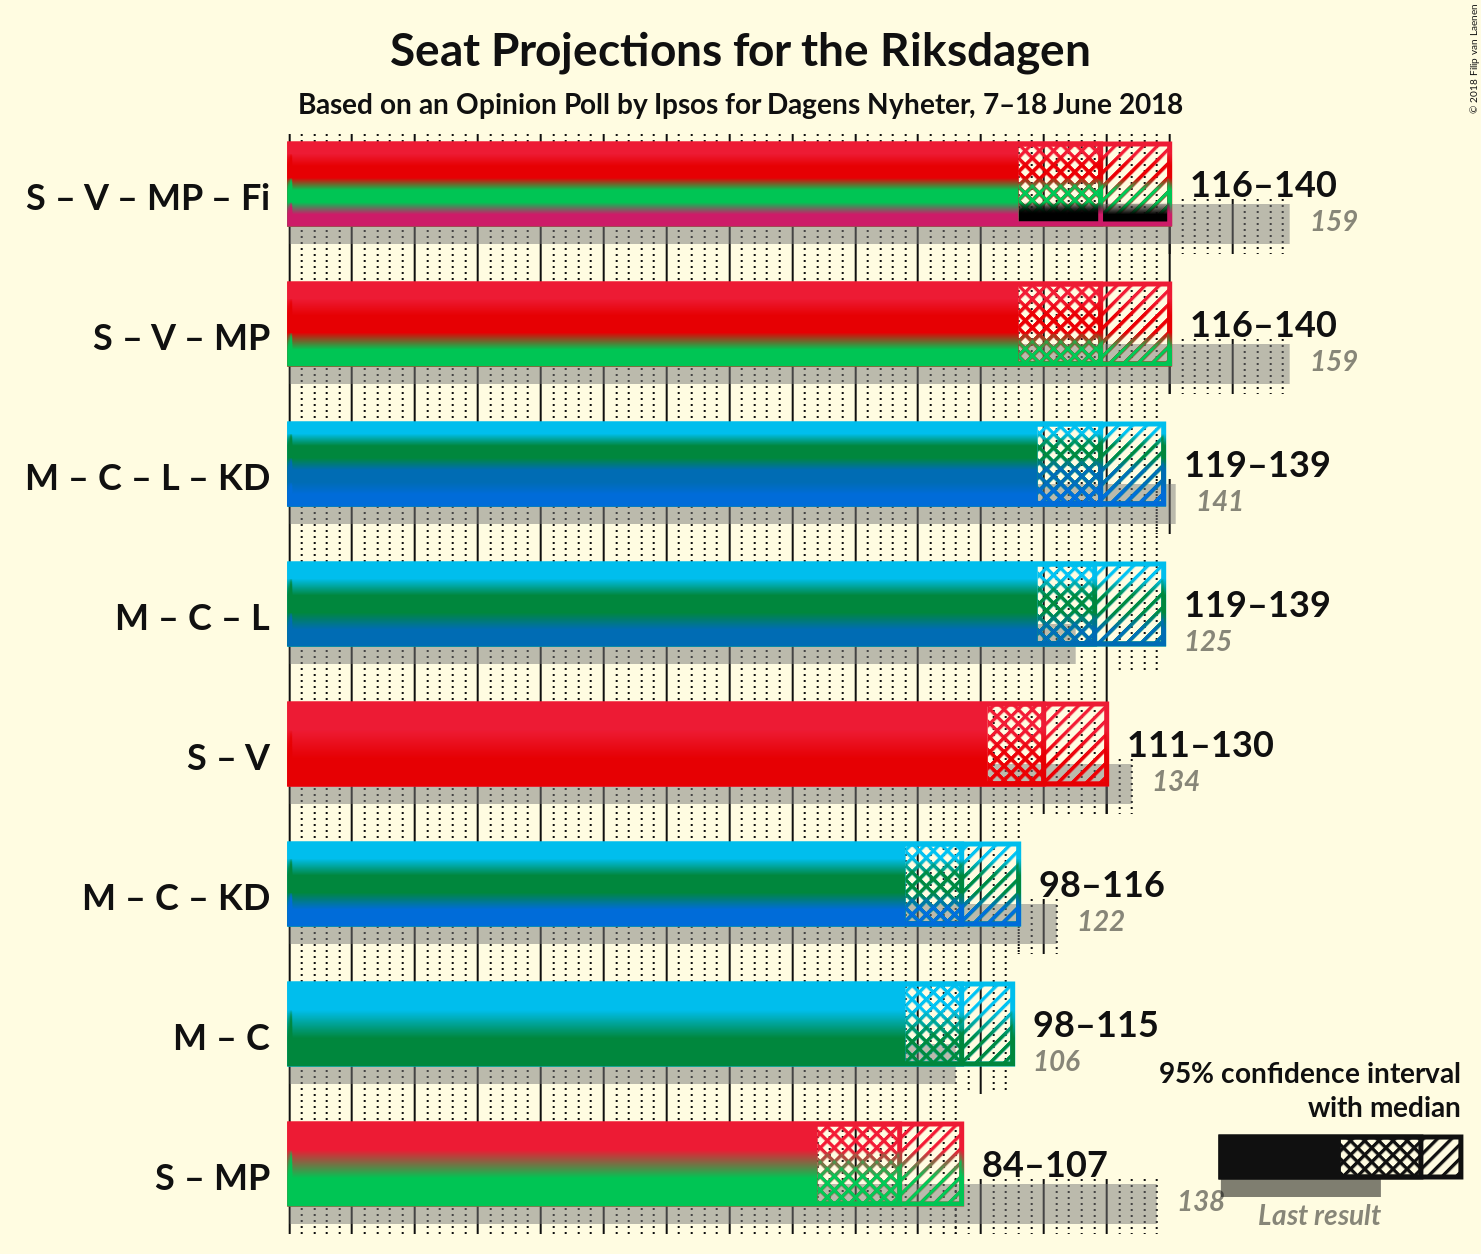 Seat Projections for the Riksdagen
Based on an Opinion Poll by Ipsos for Dagens Nyheter, 7–18 June 2018
© 2018 Filip van Laenen
S – V – MP – Fi
116–140
159
S – V – MP
116–140
159
M – C – L – KD
119–139
141
M – C – L
119–139
125
S – V
111–130
134
M – C – KD
98–116
122
M – C
98–115
106
S – MP
84–107
138
95% confidence interval
with median
Last result